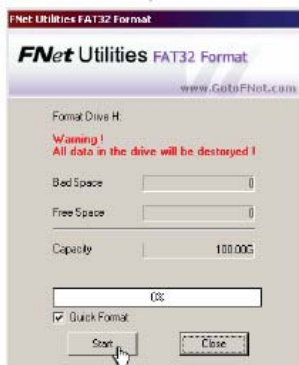 FNet Utilities FAT32 Format
FNet Utilities FAT32 Format
www.GotoFNet.com
Format Drive H:
Warning !
All data in the drive will be destoryed !
Bad Space 0
Free Space 0
Capacity 100.00G
0%
Quick Format
Start Close